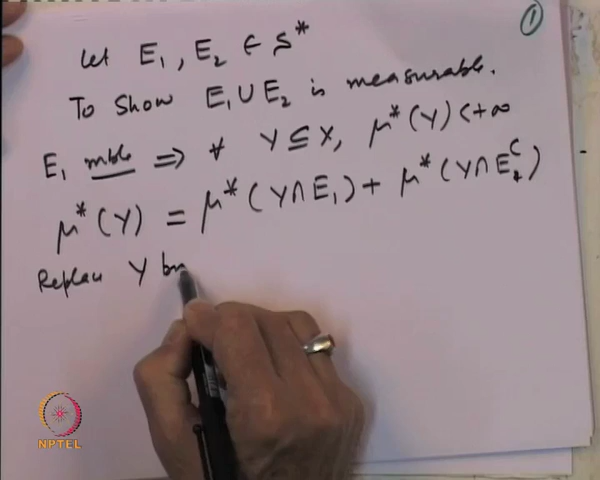 ①
Let E₁, E₂ ∈ S*
To Show E₁ ∪ E₂ is measurable.
E₁ mble ⇒ ∀ Y ⊆ X, μ*(Y) < +∞
μ*(Y) = μ*(Y ∩ E₁) + μ*(Y ∩ E₁ᶜ)
Replace Y by
NPTEL